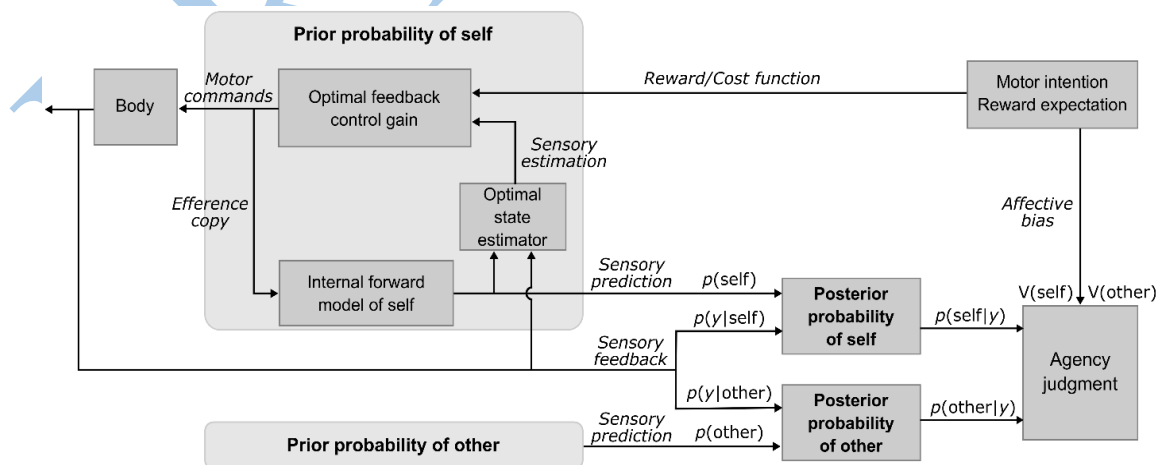 Prior probability of self
Body
Motor
commands
Optimal feedback
control gain
Reward/Cost function
Motor intention
Reward expectation
Sensory
estimation
Efference
copy
Optimal
state
estimator
Affective
bias
Internal forward
model of self
Sensory
prediction
p(self)
Posterior
probability
of self
V(self) V(other)
p(self|y)
p(y|self)
Sensory
feedback
Agency
judgment
p(y|other)
Posterior
probability
of other
p(other|y)
Sensory
prediction
p(other)
Prior probability of other